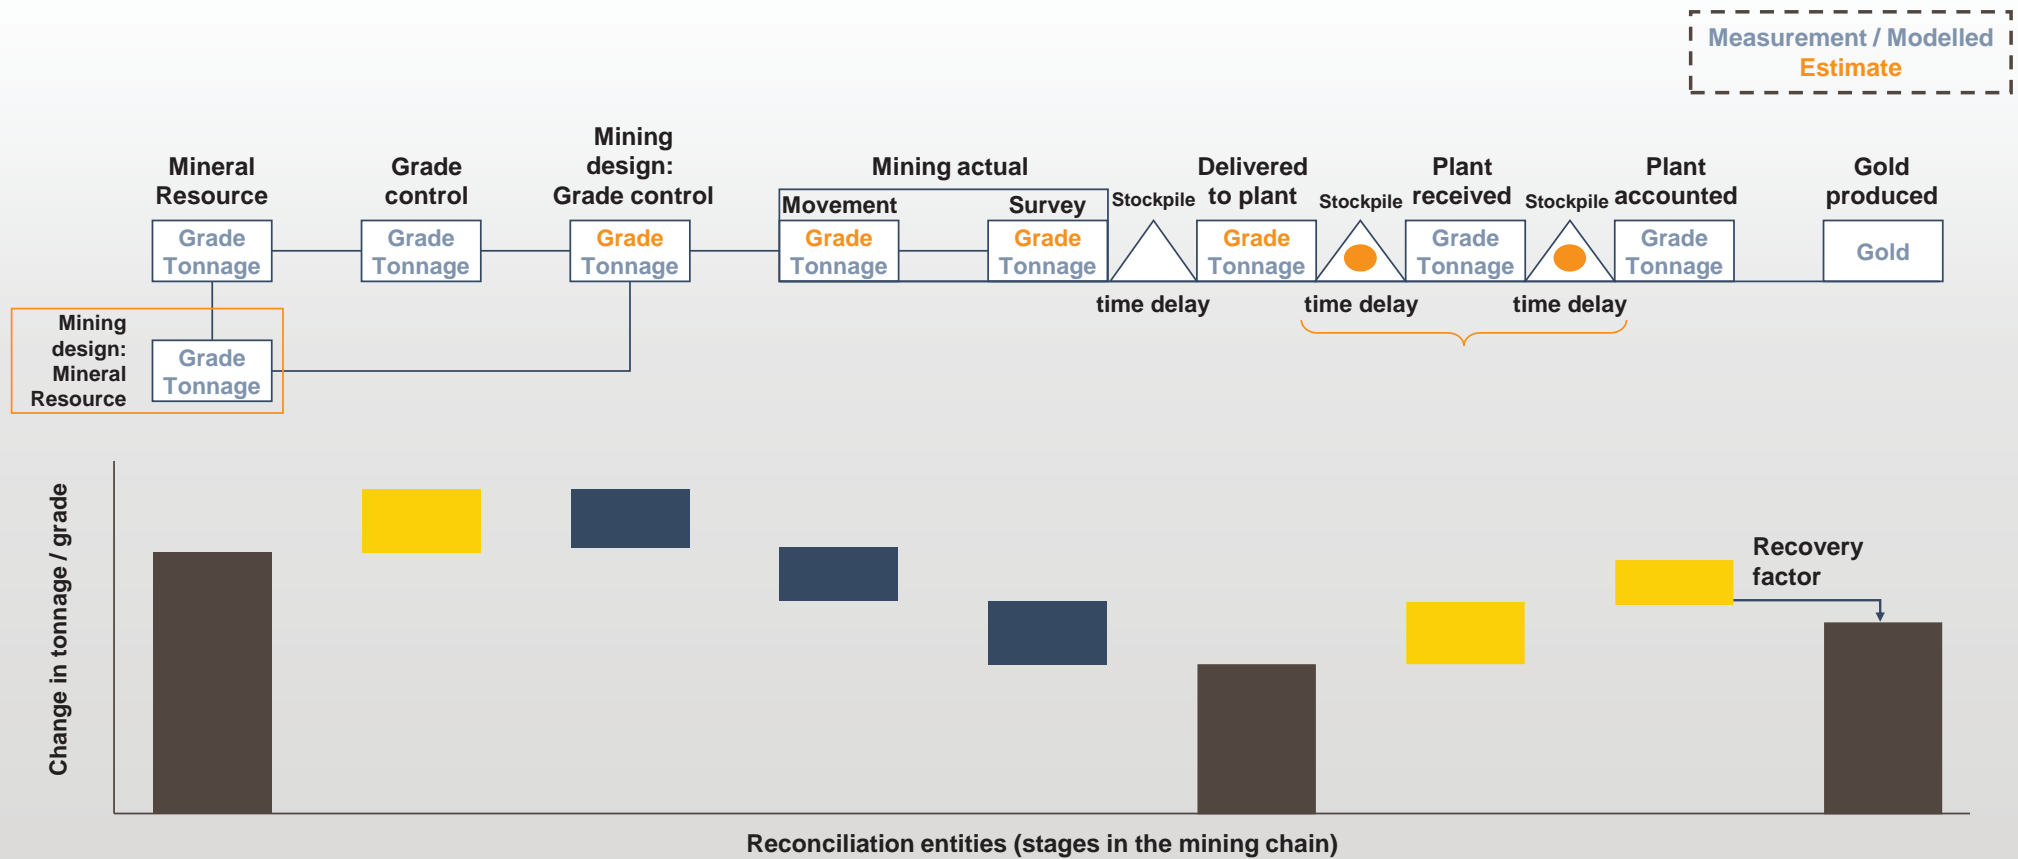 Measurement / Modelled
Estimate
Mineral
Resource
Grade
Tonnage
Grade
control
Grade
Tonnage
Mining
design:
Grade control
Grade
Tonnage
Mining actual
Movement
Grade
Tonnage
Survey
Grade
Tonnage
Stockpile
time delay
Delivered
to plant
Grade
Tonnage
Stockpile
time delay
Plant
received
Grade
Tonnage
Stockpile
time delay
Plant
accounted
Grade
Tonnage
Gold
produced
Gold
Mining
design:
Mineral
Resource
Grade
Tonnage
Change in tonnage / grade
Recovery
factor
Reconciliation entities (stages in the mining chain)